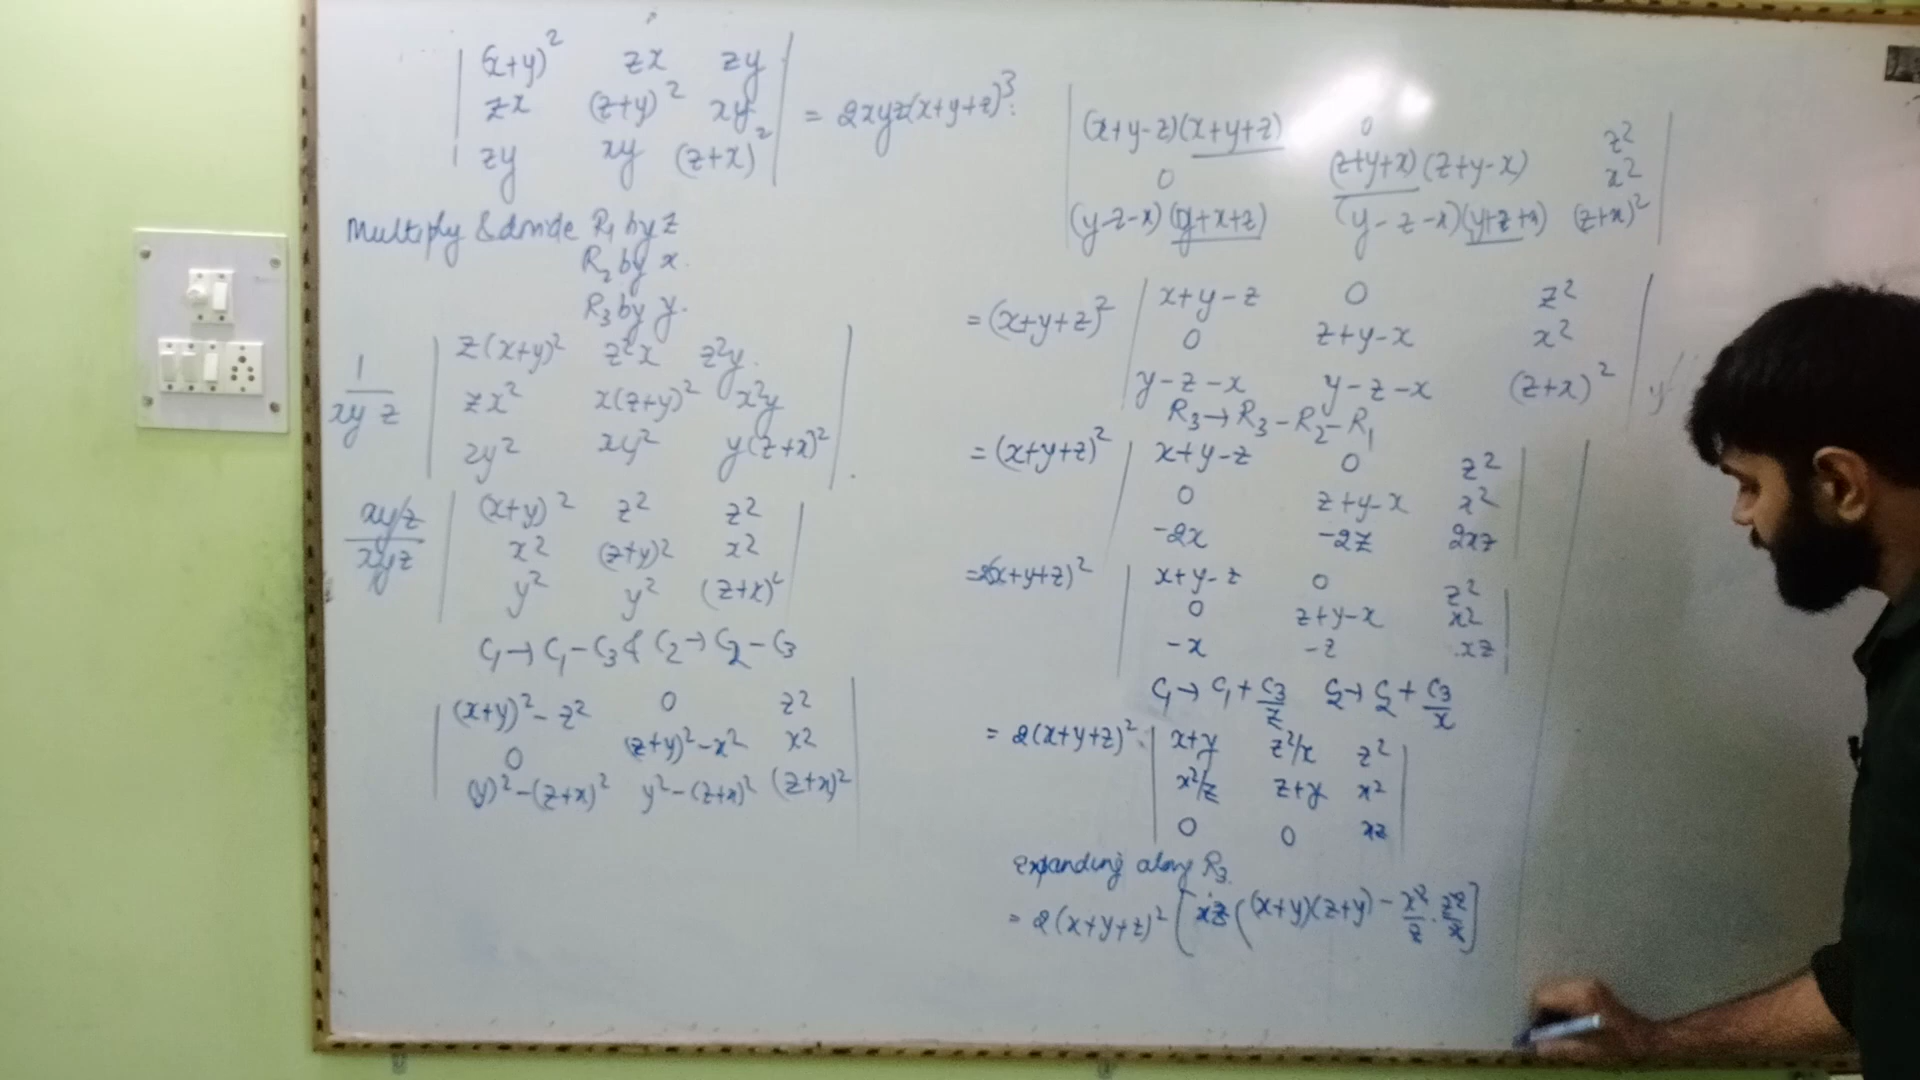 | (x+y)² zx zy |
| zx (z+y)² xy | = 2xyz(x+y+z)³.
| zy xy (z+x)² |
Multiply & divide R₁ by z
R₂ by x.
R₃ by y.
| z(x+y)² z²x z²y. |
1/xyz | zx² x(z+y)² x²y |
| zy² xy² y(z+x)² |.
| (x+y)² z² z² |
xyz/xyz | x² (z+y)² x² |
| y² y² (z+x)² |
C₁→C₁-C₃ & C₂→C₂-C₃
| (x+y)²-z² 0 z² |
| 0 (z+y)²-x² x² |
| (y)²-(z+x)² y²-(z+x)² (z+x)² |
| (x+y-z)(x+y+z) 0 z² |
| 0 (z+y+x)(z+y-x) x² |
| (y-z-x)(y+x+z) (y-z-x)(y+z+x) (z+x)² |
| x+y-z 0 z² |
=(x+y+z)² | 0 z+y-x x² |
| y-z-x y-z-x (z+x)² |
R₃→R₃-R₂-R₁
=(x+y+z)² | x+y-z 0 z² |
| 0 z+y-x x² |
| -2x -2z 2xz |
=2(x+y+z)² | x+y-z 0 z² |
| 0 z+y-x x² |
| -x -z xz |
C₁→C₁+C₃/z C₂→C₂+C₃/x
= 2(x+y+z)² | x+y z²/x z² |
| x²/z z+y x² |
| 0 0 xz |
expanding along R₃.
= 2(x+y+z)² [xz((x+y)(z+y) - x²/z . z²/x]